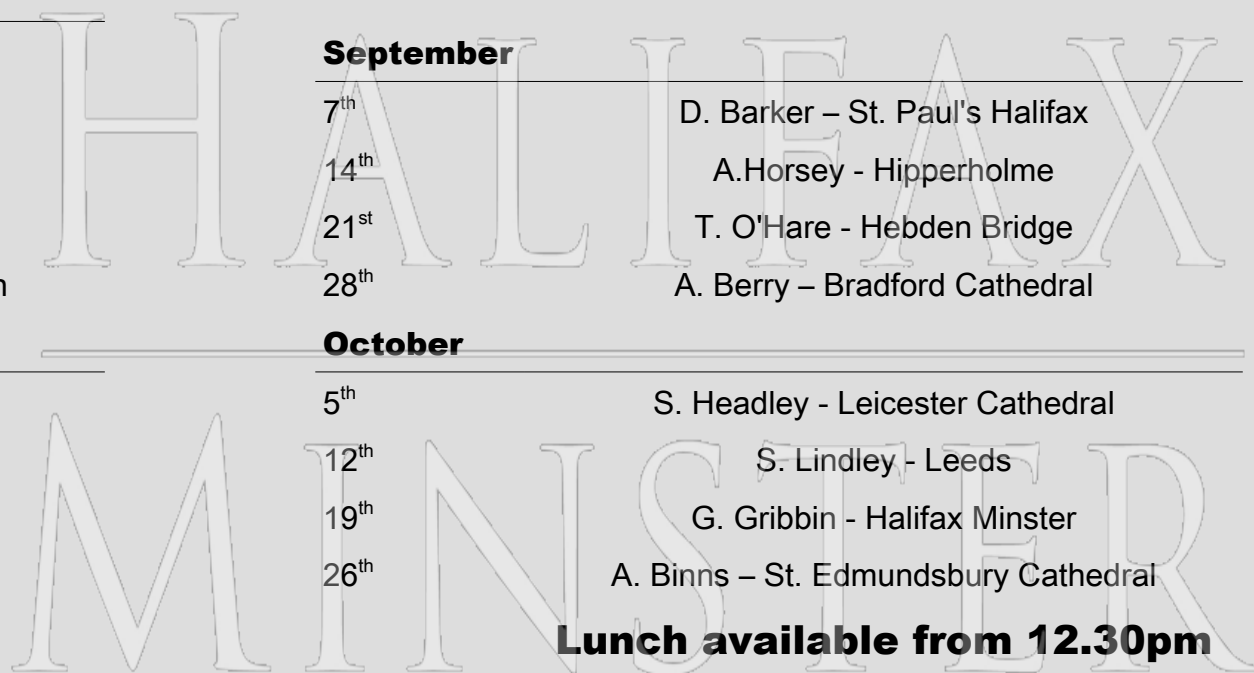 HALIFAX
September
7th D. Barker – St. Paul's Halifax
14th A.Horsey - Hipperholme
21st T. O'Hare - Hebden Bridge
28th A. Berry – Bradford Cathedral
October
5th S. Headley - Leicester Cathedral
12th S. Lindley - Leeds
19th G. Gribbin - Halifax Minster
26th A. Binns – St. Edmundsbury Cathedral
MINSTER
Lunch available from 12.30pm